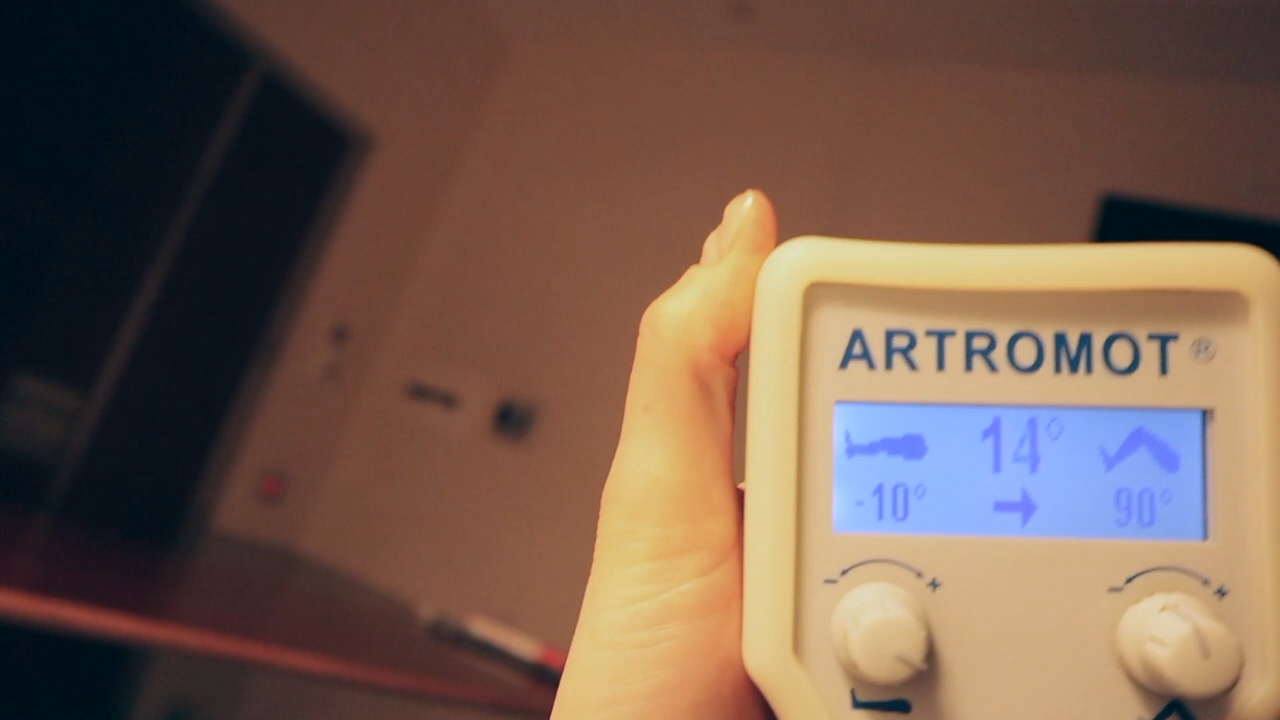 ARTROMOT®
14°
-10° → 90°
- +
- +